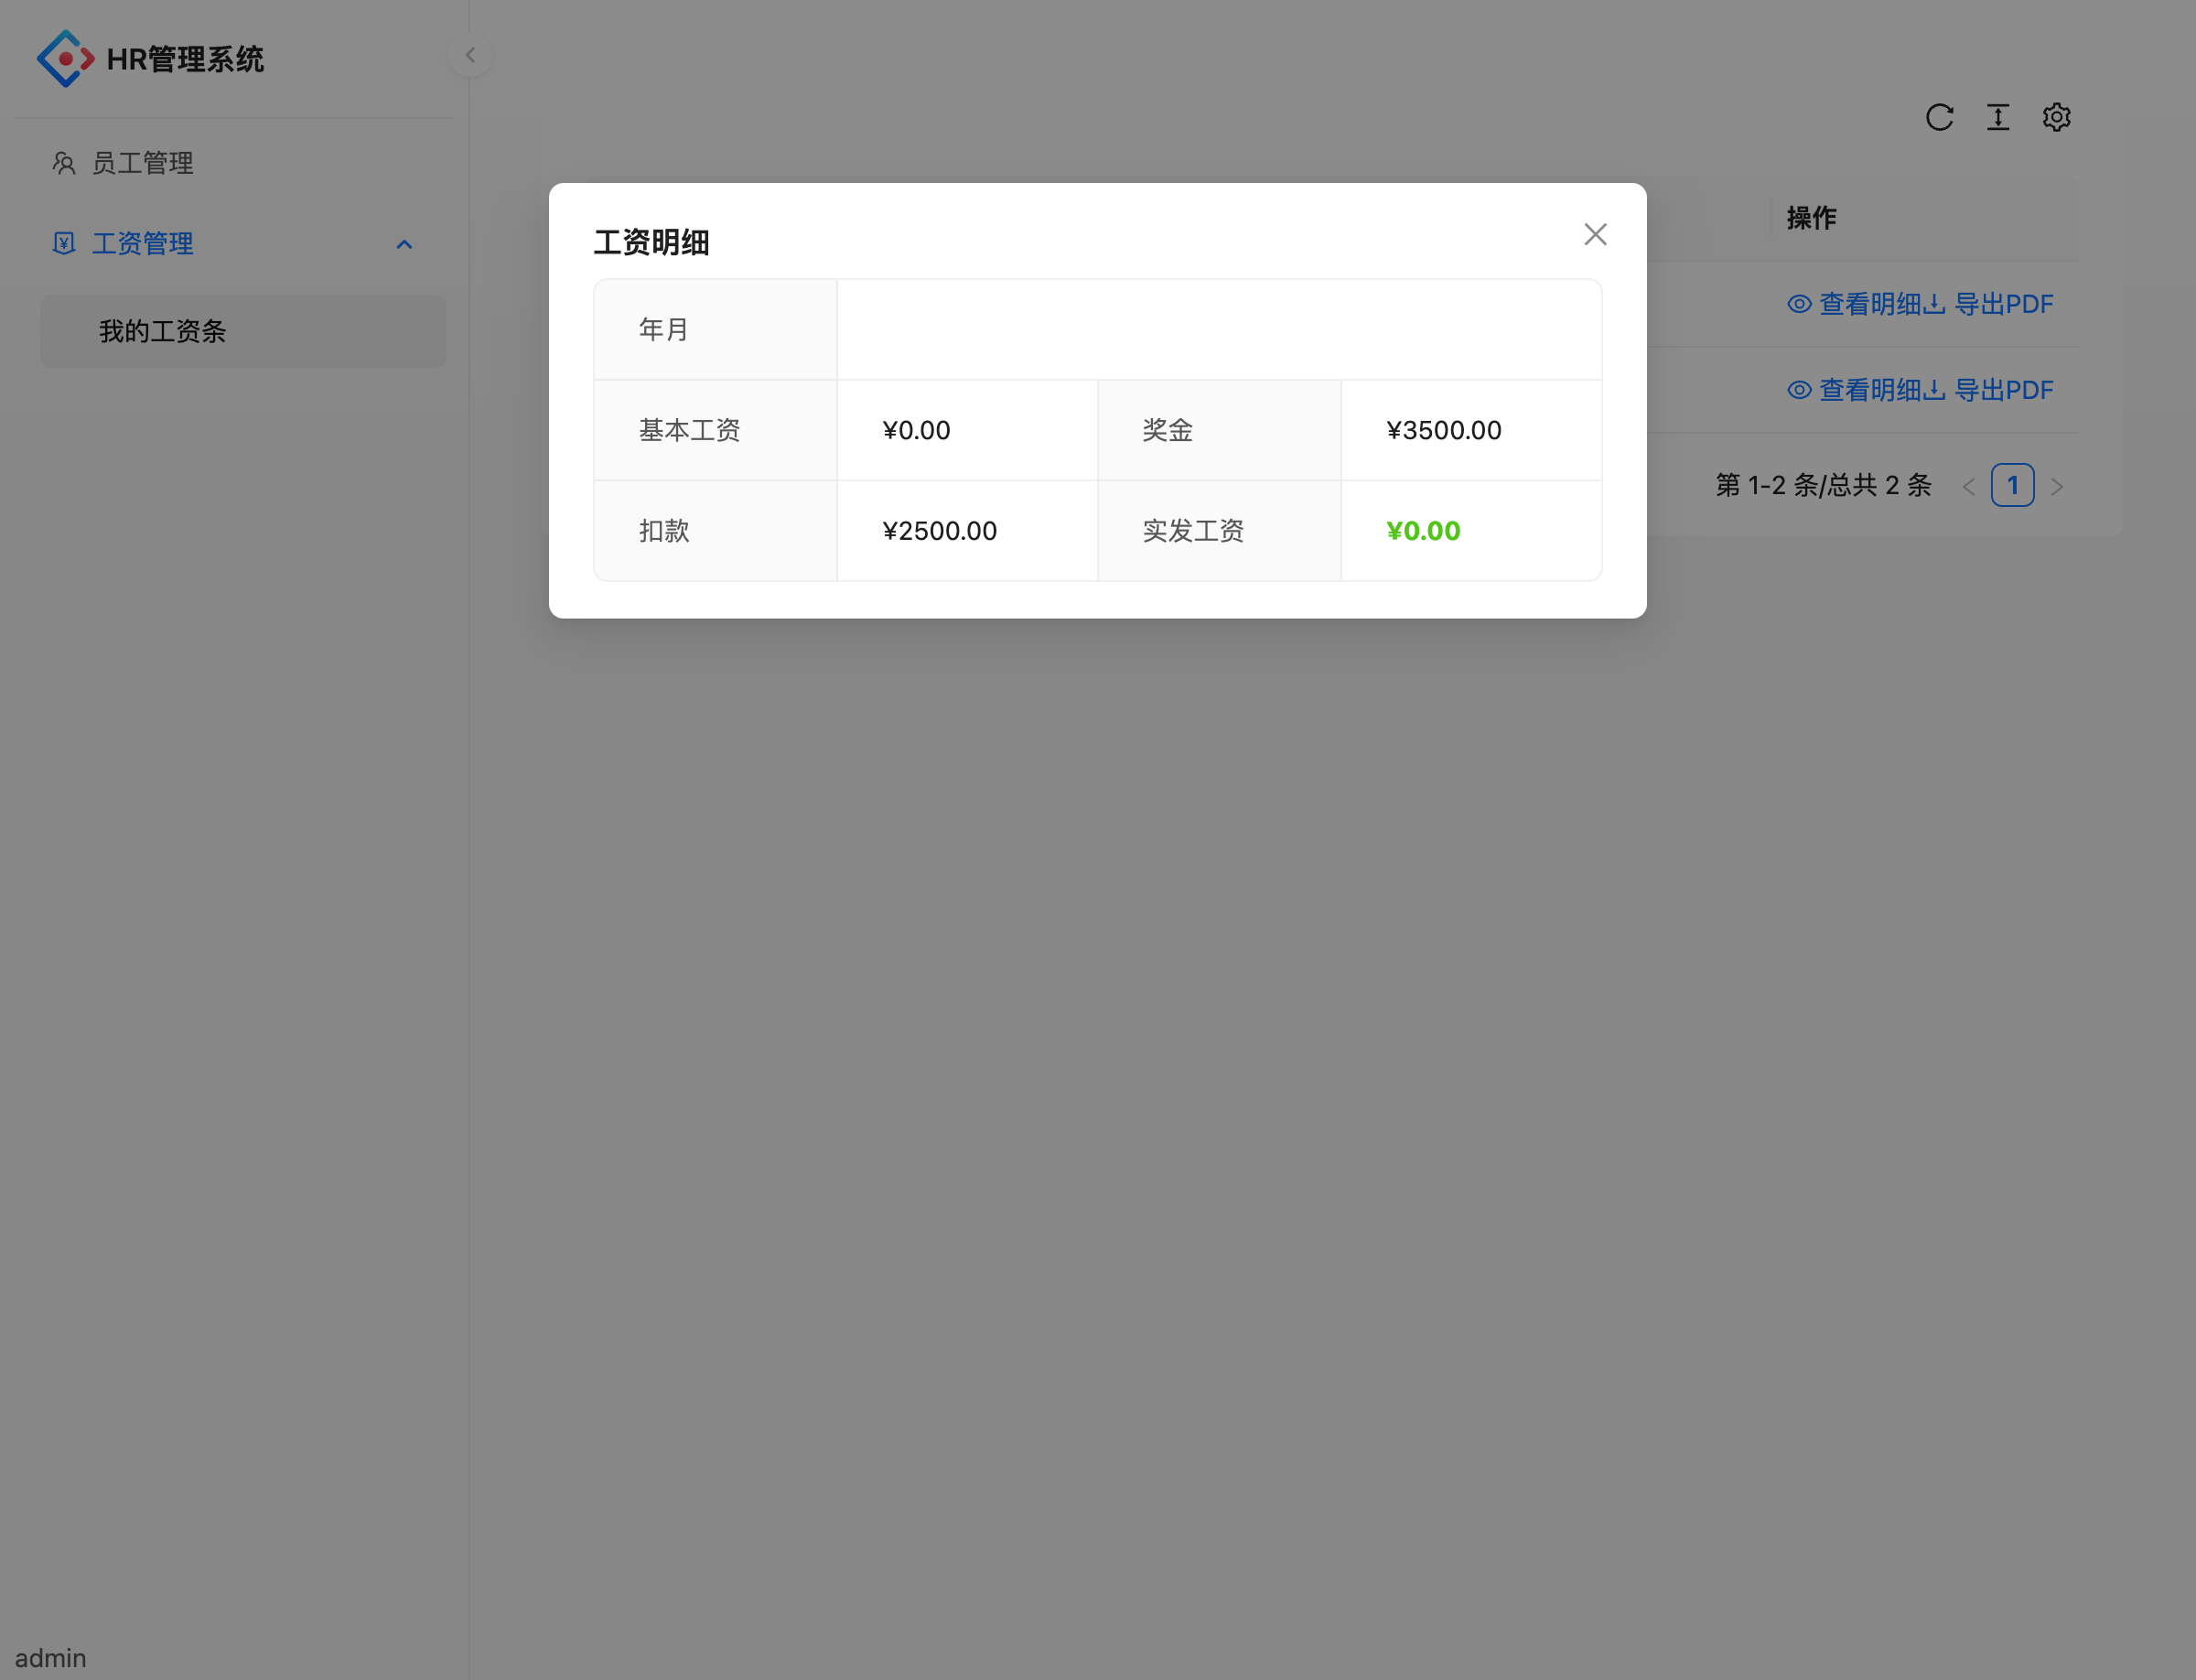 HR管理系统
员工管理
工资管理
我的工资条
操作
查看明细 导出PDF
查看明细 导出PDF
第 1-2 条/总共 2 条 < 1 >
工资明细
年月
基本工资 ¥0.00 奖金 ¥3500.00
扣款 ¥2500.00 实发工资 ¥0.00
admin